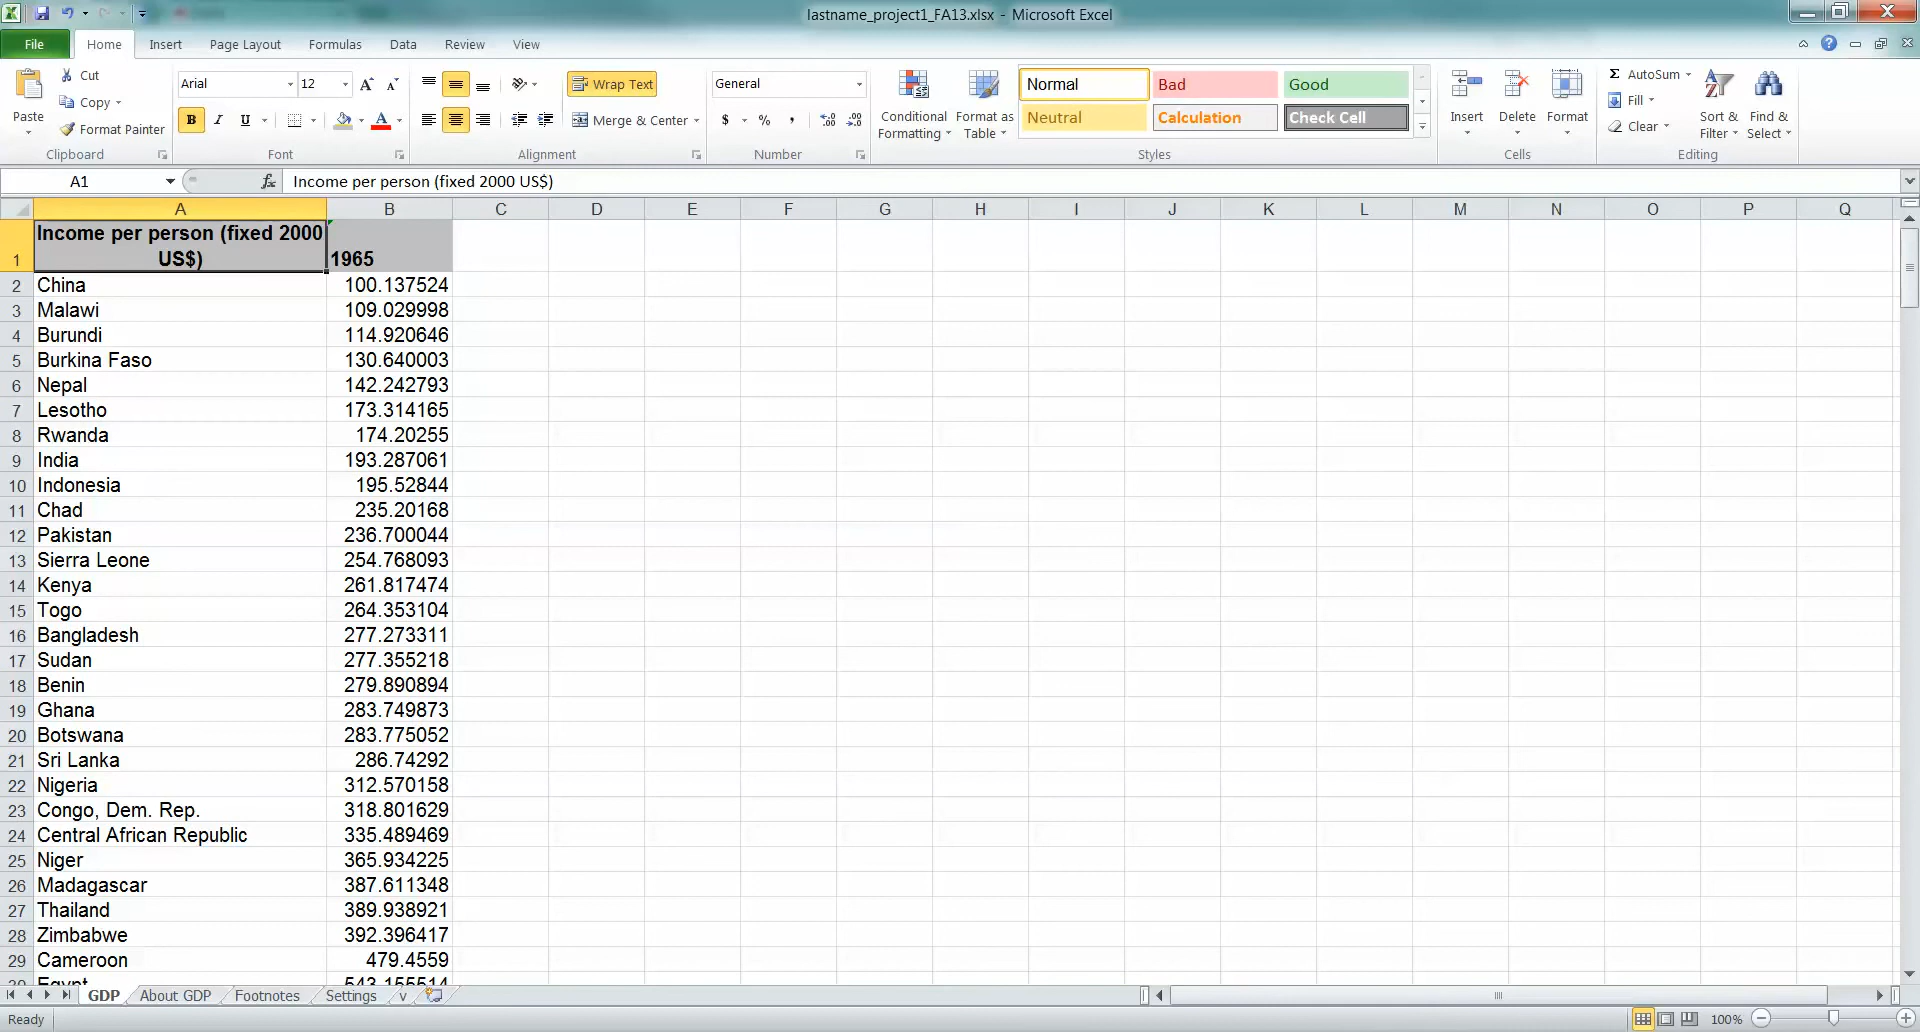 lastname_project1_FA13.xlsx - Microsoft Excel
File Home Insert Page Layout Formulas Data Review View
Paste
Cut
Copy
Format Painter
Clipboard
Arial 12
B I U
Font
Wrap Text
Merge & Center
Alignment
General
$ % ,
Number
Conditional Formatting
Format as Table
Normal Bad Good
Neutral Calculation Check Cell
Styles
Insert Delete Format
Cells
Σ AutoSum
Fill
Clear
Sort & Filter
Find & Select
Editing
A1 fx Income per person (fixed 2000 US$)
A B C D E F G H I J K L M N O P Q
Income per person (fixed 2000
1 US$) 1965
2 China 100.137524
3 Malawi 109.029998
4 Burundi 114.920646
5 Burkina Faso 130.640003
6 Nepal 142.242793
7 Lesotho 173.314165
8 Rwanda 174.20255
9 India 193.287061
10 Indonesia 195.52844
11 Chad 235.20168
12 Pakistan 236.700044
13 Sierra Leone 254.768093
14 Kenya 261.817474
15 Togo 264.353104
16 Bangladesh 277.273311
17 Sudan 277.355218
18 Benin 279.890894
19 Ghana 283.749873
20 Botswana 283.775052
21 Sri Lanka 286.74292
22 Nigeria 312.570158
23 Congo, Dem. Rep. 318.801629
24 Central African Republic 335.489469
25 Niger 365.934225
26 Madagascar 387.611348
27 Thailand 389.938921
28 Zimbabwe 392.396417
29 Cameroon 479.4559
30 Egypt 543.155514
GDP About GDP Footnotes Settings v
Ready 100%